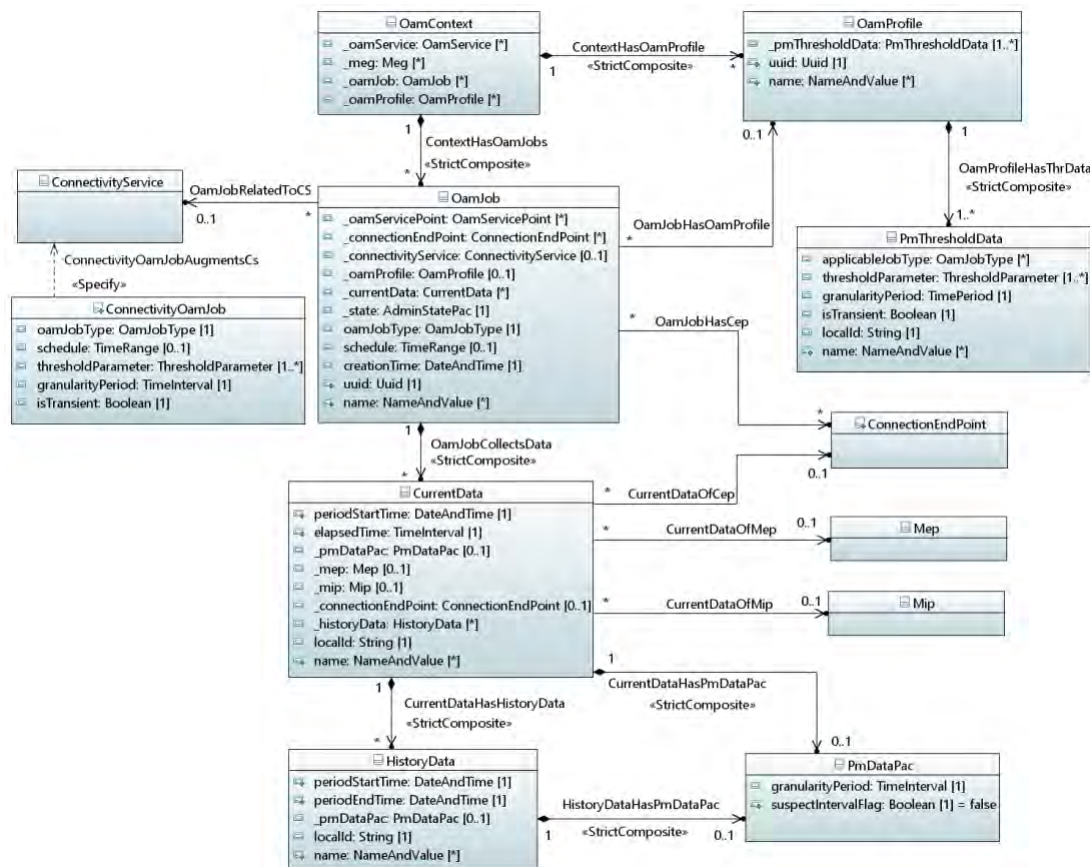 OamContext
_oamService: OamService [*]
_meg: Meg [*]
_oamJob: OamJob [*]
_oamProfile: OamProfile [*]
1
ContextHasOamProfile
«StrictComposite»
*
OamProfile
_pmThresholdData: PmThresholdData [1..*]
uuid: Uuid [1]
name: NameAndValue [*]
1
ContextHasOamJobs
«StrictComposite»
*
0..1
1
OamProfileHasThrData
«StrictComposite»
1..*
ConnectivityService
OamJobRelatedToCS
0..1
*
OamJob
_oamServicePoint: OamServicePoint [*]
_connectionEndPoint: ConnectionEndPoint [*]
_connectivityService: ConnectivityService [0..1]
_oamProfile: OamProfile [0..1]
_currentData: CurrentData [*]
_state: AdminStatePac [1]
oamJobType: OamJobType [1]
schedule: TimeRange [0..1]
creationTime: DateAndTime [1]
uuid: Uuid [1]
name: NameAndValue [*]
*
OamJobHasOamProfile
PmThresholdData
applicableJobType: OamJobType [*]
thresholdParameter: ThresholdParameter [1..*]
granularityPeriod: TimePeriod [1]
isTransient: Boolean [1]
localId: String [1]
name: NameAndValue [*]
ConnectivityOamJobAugmentsCs
«Specify»
ConnectivityOamJob
oamJobType: OamJobType [1]
schedule: TimeRange [0..1]
thresholdParameter: ThresholdParameter [1..*]
granularityPeriod: TimeInterval [1]
isTransient: Boolean [1]
*
OamJobHasCep
*
ConnectionEndPoint
1
OamJobCollectsData
«StrictComposite»
*
CurrentData
periodStartTime: DateAndTime [1]
elapsedTime: TimeInterval [1]
_pmDataPac: PmDataPac [0..1]
_mep: Mep [0..1]
_mip: Mip [0..1]
_connectionEndPoint: ConnectionEndPoint [0..1]
_historyData: HistoryData [*]
localId: String [1]
name: NameAndValue [*]
*
CurrentDataOfCep
0..1
*
CurrentDataOfMep
0..1
Mep
*
CurrentDataOfMip
0..1
Mip
1
CurrentDataHasPmDataPac
«StrictComposite»
0..1
1
CurrentDataHasHistoryData
«StrictComposite»
*
HistoryData
periodStartTime: DateAndTime [1]
periodEndTime: DateAndTime [1]
_pmDataPac: PmDataPac [0..1]
localId: String [1]
name: NameAndValue [*]
HistoryDataHasPmDataPac
1
«StrictComposite»
0..1
PmDataPac
granularityPeriod: TimeInterval [1]
suspectIntervalFlag: Boolean [1] = false